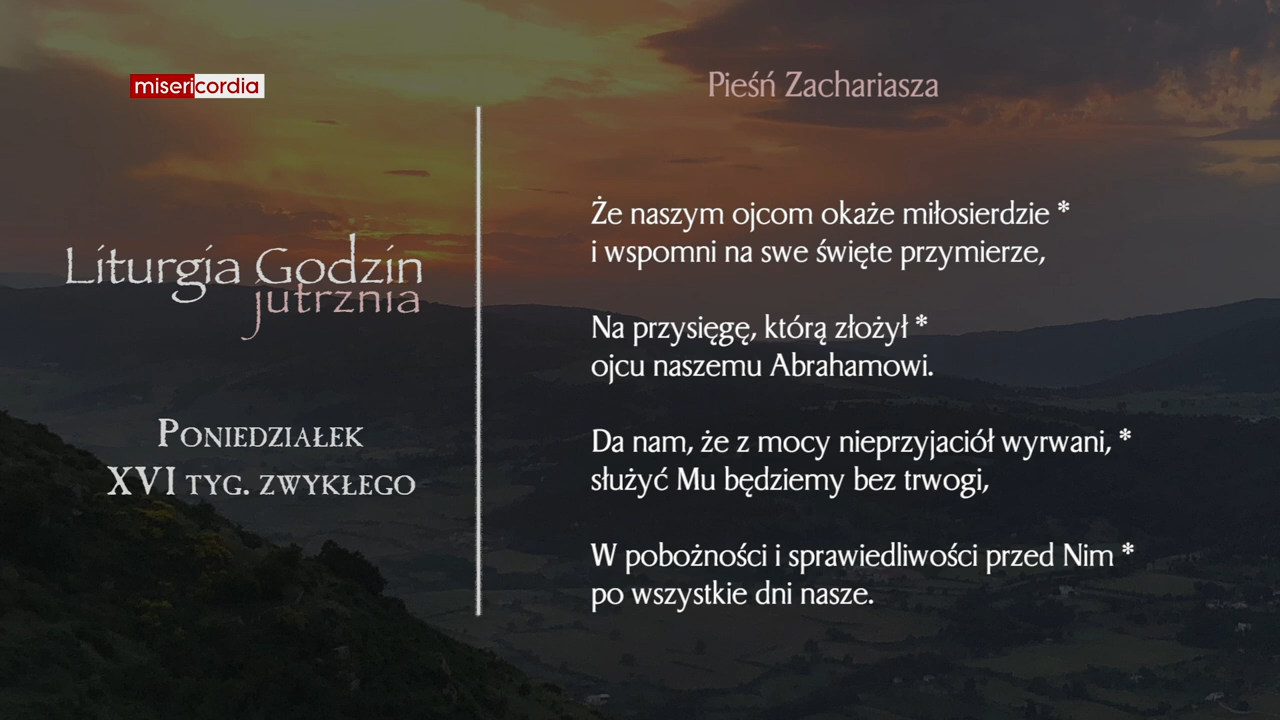 misericordia
Liturgia Godzin
jutrznia
Poniedziałek
XVI tyg. zwykłego
Pieśń Zachariasza
Że naszym ojcom okaże miłosierdzie *
i wspomni na swe święte przymierze,
Na przysięgę, którą złożył *
ojcu naszemu Abrahamowi.
Da nam, że z mocy nieprzyjaciół wyrwani, *
służyć Mu będziemy bez trwogi,
W pobożności i sprawiedliwości przed Nim *
po wszystkie dni nasze.